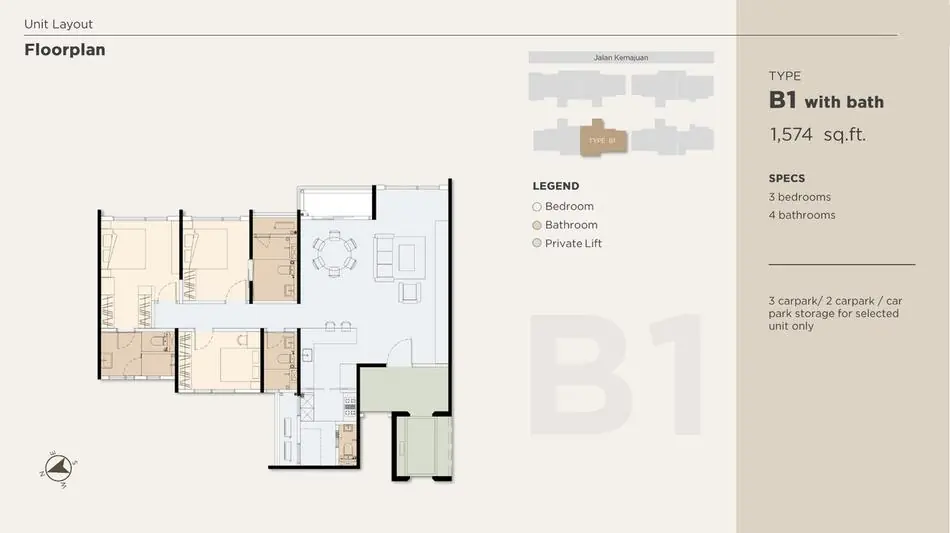 Unit Layout
Floorplan
Jalan Kemajuan
TYPE B1
LEGEND
Bedroom
Bathroom
Private Lift
TYPE
B1 with bath
1,574 sq.ft.
SPECS
3 bedrooms
4 bathrooms
3 carpark/ 2 carpark / car
park storage for selected
unit only
B1
E
S
N
W